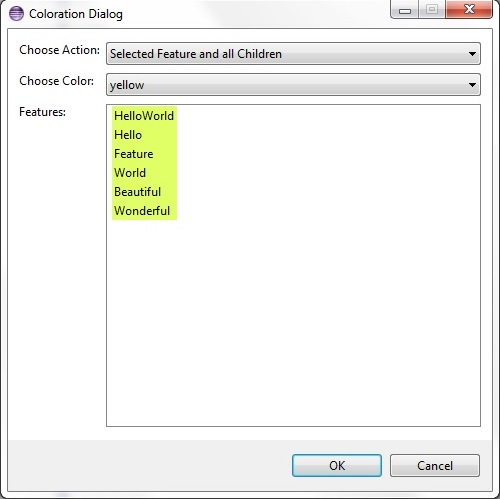 Coloration Dialog
Choose Action: Selected Feature and all Children
Choose Color: yellow
Features:
HelloWorld
Hello
Feature
World
Beautiful
Wonderful
OK Cancel